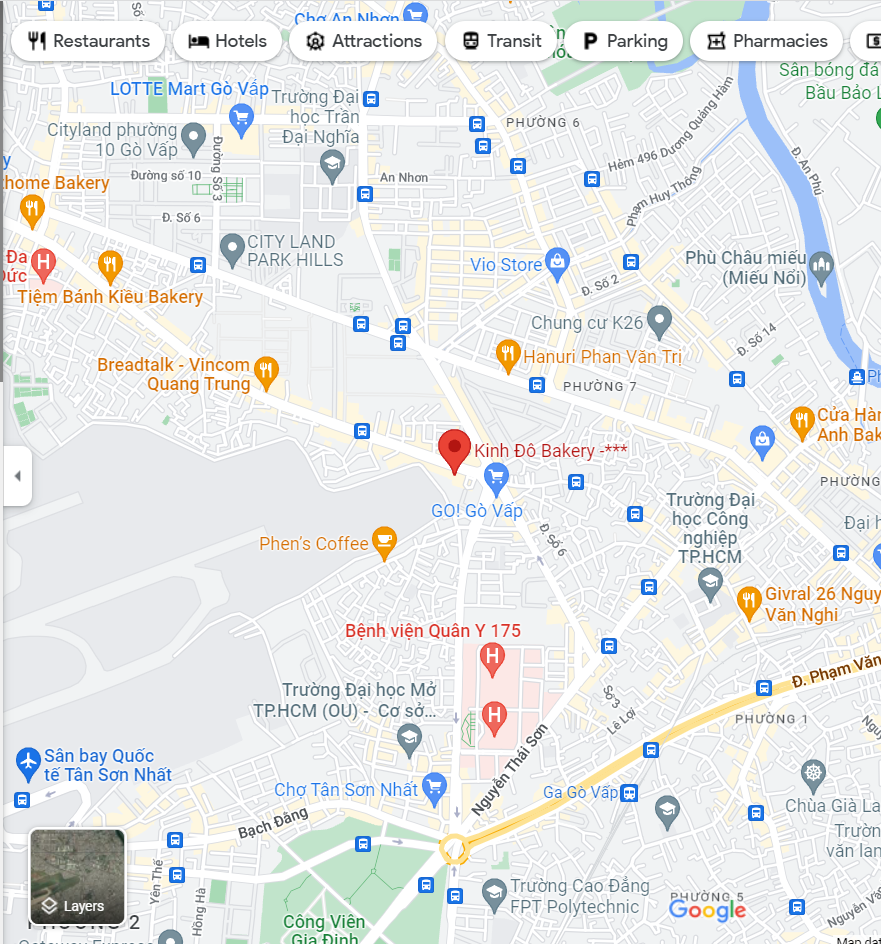 Chợ An Nhơn
Restaurants
Hotels
Attractions
Transit
Parking
Pharmacies
Sân bóng đá
Bầu Bảo L
LOTTE Mart Gò Vấp
Trường Đại
học Trần
Đại Nghĩa
PHƯỜNG 6
Cityland phường
10 Gò Vấp
Đường Số 3
Hẻm 496 Dương Quảng Hàm
Đ. An Phú
Đường số 10
An Nhơn
Phạm Huy Thông
thome Bakery
Đ. Số 6
CITY LAND
PARK HILLS
Đa
Đức
Vio Store
Đ. Số 2
Phù Châu miếu
(Miếu Nổi)
Tiệm Bánh Kiều Bakery
Chung cư K26
Đ. Số 14
Breadtalk - Vincom
Quang Trung
Hanuri Phan Văn Trị
PHƯỜNG 7
Cửa Hàn
Anh Bak
Kinh Đô Bakery -***
GO! Gò Vấp
PHƯỜNG
Trường Đại
học Công
nghiệp
TP.HCM
Đại h
Đ. Số 6
Phen's Coffee
Givral 26 Nguy
Văn Nghi
Bệnh viện Quân Y 175
Đ. Phạm Văn
Trường Đại học Mở
TP.HCM (OU) - Cơ sở...
Số 3
Lê Lợi
PHƯỜNG 1
Nguyễn Thái Sơn
Sân bay Quốc
tế Tân Sơn Nhất
Chợ Tân Sơn Nhất
Ga Gò Vấp
Chùa Già La
Bạch Đằng
Trườn
văn lan
Layers
Yên Thế
Hồng Hà
Trường Cao Đẳng
FPT Polytechnic
PHƯỜNG 5
Google
Công Viên
Gia Định
PHƯỜNG 2
Gateway Express
Map dat